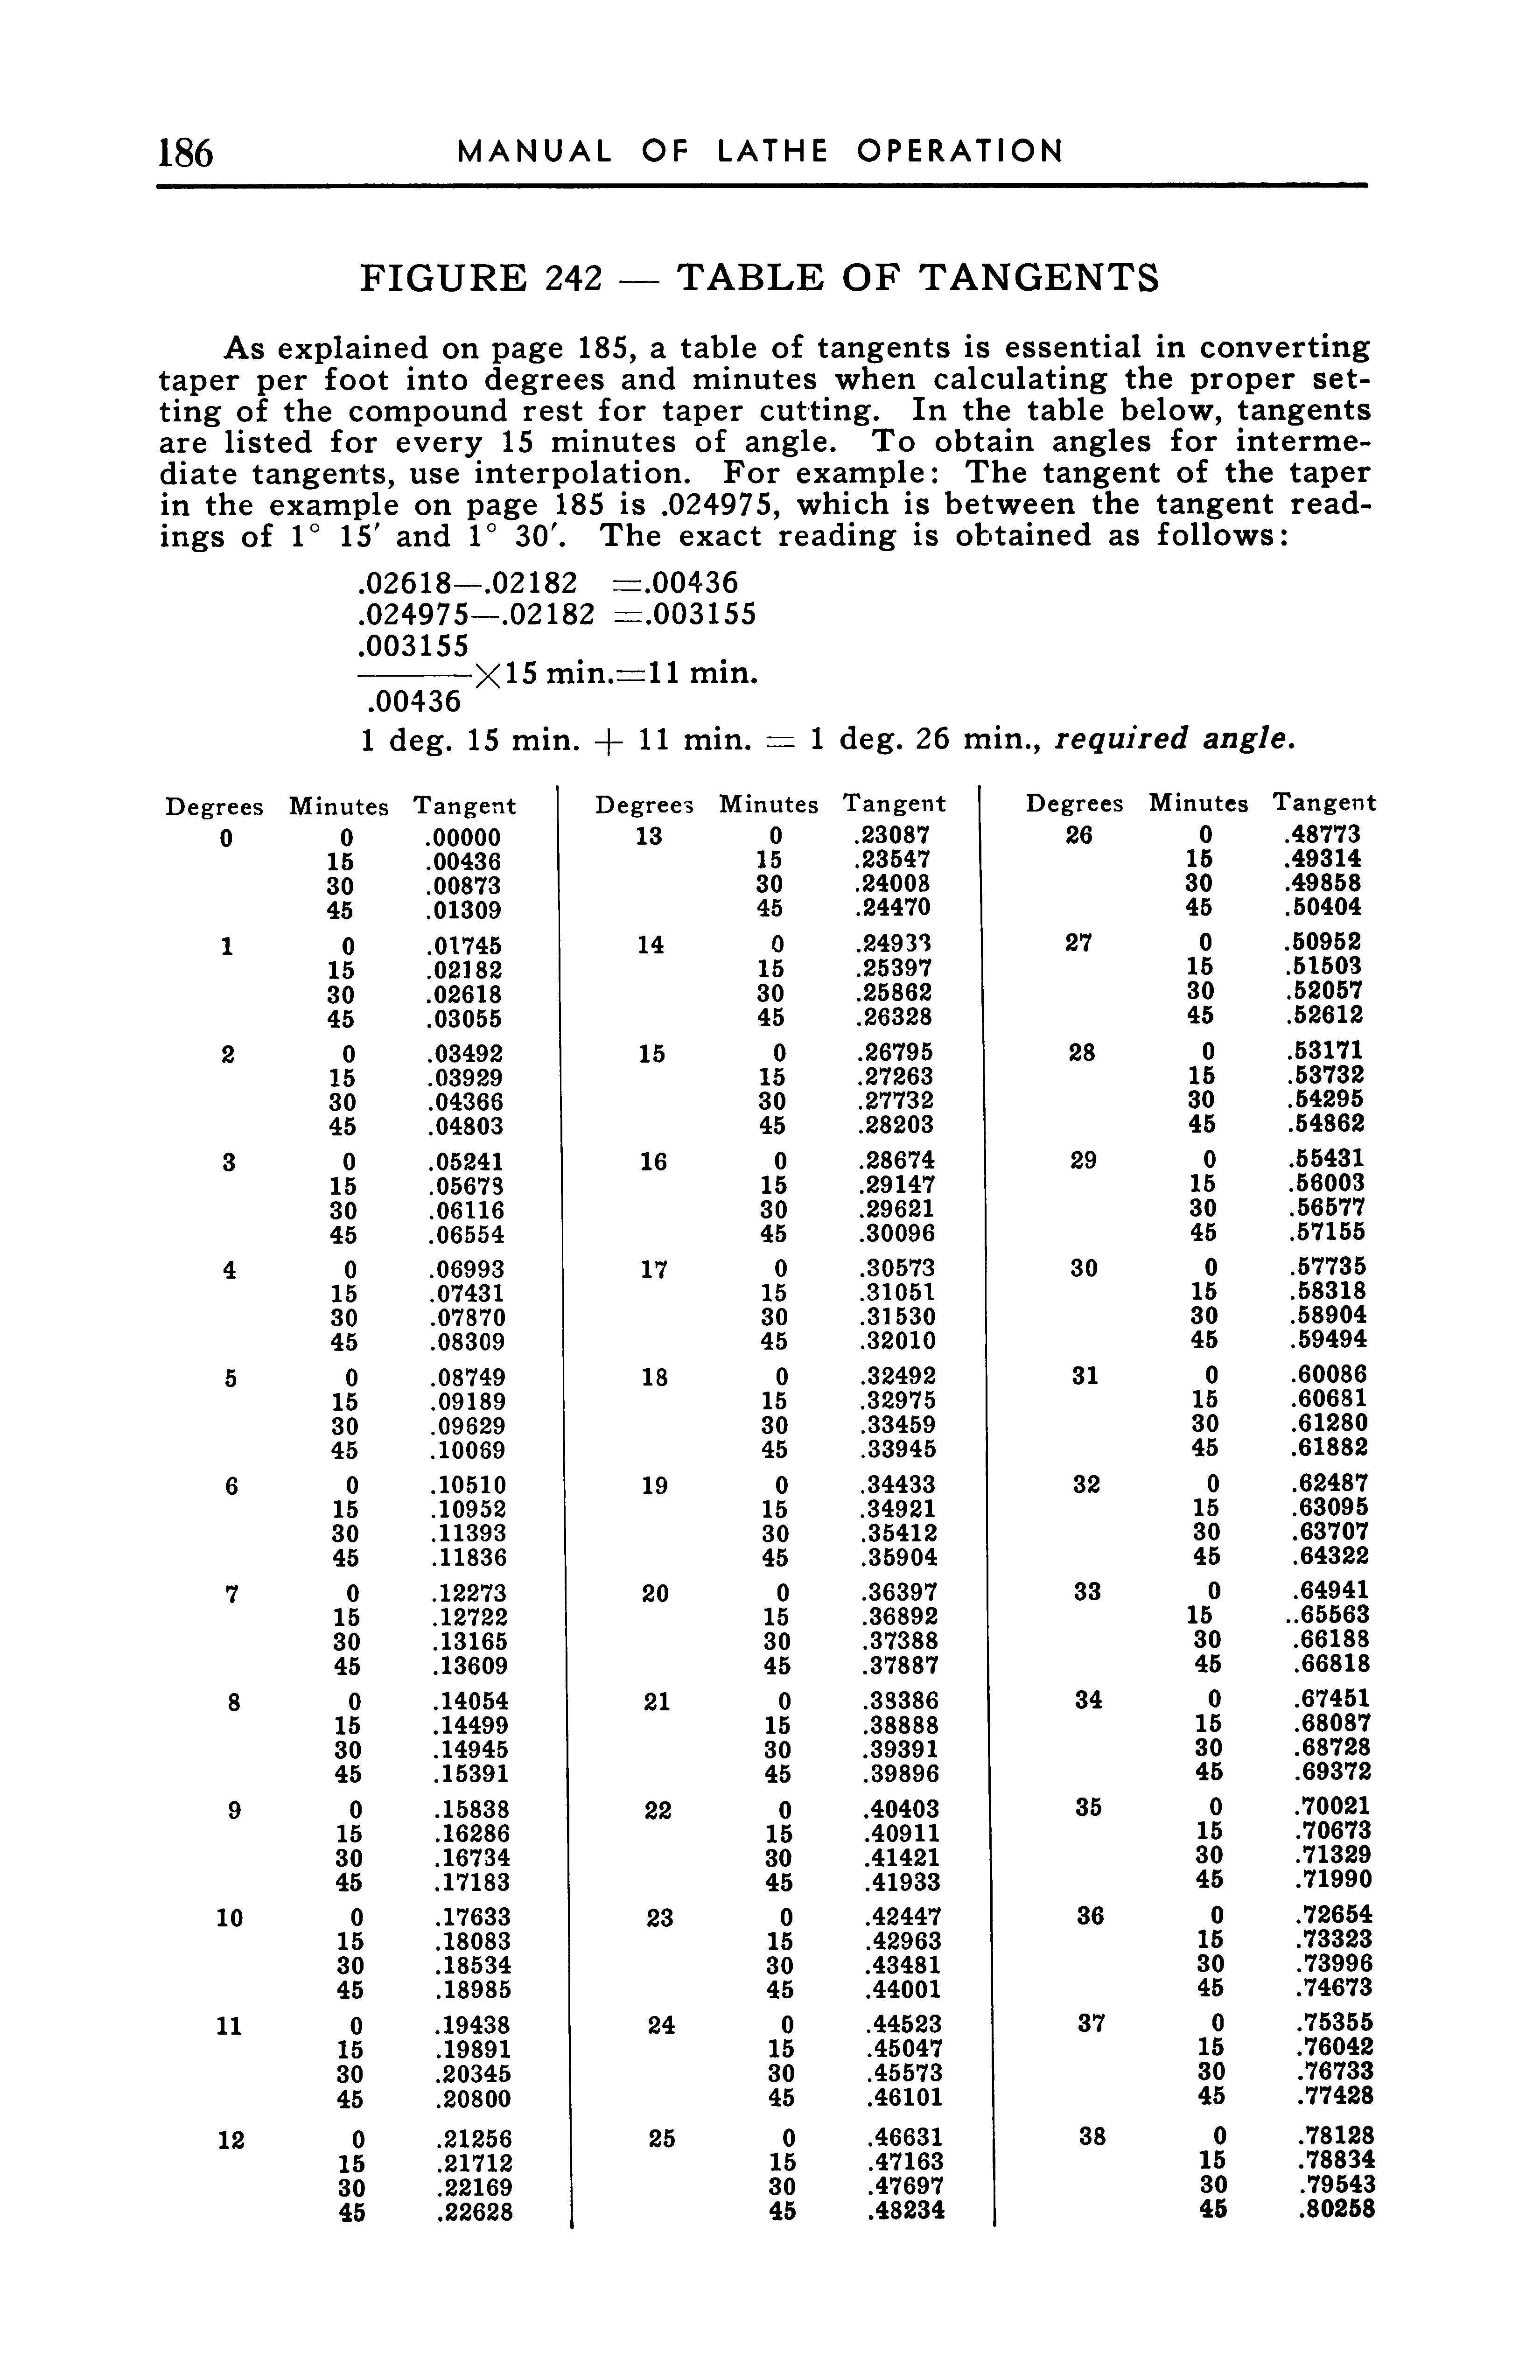 186 MANUAL OF LATHE OPERATION
FIGURE 242 — TABLE OF TANGENTS
As explained on page 185, a table of tangents is essential in converting
taper per foot into degrees and minutes when calculating the proper set-
ting of the compound rest for taper cutting. In the table below, tangents
are listed for every 15 minutes of angle. To obtain angles for interme-
diate tangents, use interpolation. For example: The tangent of the taper
in the example on page 185 is .024975, which is between the tangent read-
ings of 1° 15′ and 1° 30′. The exact reading is obtained as follows:
.02618—.02182 =.00436
.024975—.02182 =.003155
.003155
×15 min.=11 min.
.00436
1 deg. 15 min. + 11 min. = 1 deg. 26 min., required angle.
Degrees Minutes Tangent Degrees Minutes Tangent Degrees Minutes Tangent
0 0 .00000 13 0 .23087 26 0 .48773
15 .00436 15 .23547 15 .49314
30 .00873 30 .24008 30 .49858
45 .01309 45 .24470 45 .50404
1 0 .01745 14 0 .24933 27 0 .50952
15 .02182 15 .25397 15 .51503
30 .02618 30 .25862 30 .52057
45 .03055 45 .26328 45 .52612
2 0 .03492 15 0 .26795 28 0 .53171
15 .03929 15 .27263 15 .53732
30 .04366 30 .27732 30 .54295
45 .04803 45 .28203 45 .54862
3 0 .05241 16 0 .28674 29 0 .55431
15 .05678 15 .29147 15 .56003
30 .06116 30 .29621 30 .56577
45 .06554 45 .30096 45 .57155
4 0 .06993 17 0 .30573 30 0 .57735
15 .07431 15 .31051 15 .58318
30 .07870 30 .31530 30 .58904
45 .08309 45 .32010 45 .59494
5 0 .08749 18 0 .32492 31 0 .60086
15 .09189 15 .32975 15 .60681
30 .09629 30 .33459 30 .61280
45 .10069 45 .33945 45 .61882
6 0 .10510 19 0 .34433 32 0 .62487
15 .10952 15 .34921 15 .63095
30 .11393 30 .35412 30 .63707
45 .11836 45 .35904 45 .64322
7 0 .12273 20 0 .36397 33 0 .64941
15 .12722 15 .36892 15 ..65563
30 .13165 30 .37388 30 .66188
45 .13609 45 .37887 45 .66818
8 0 .14054 21 0 .38386 34 0 .67451
15 .14499 15 .38888 15 .68087
30 .14945 30 .39391 30 .68728
45 .15391 45 .39896 45 .69372
9 0 .15838 22 0 .40403 35 0 .70021
15 .16286 15 .40911 15 .70673
30 .16734 30 .41421 30 .71329
45 .17183 45 .41933 45 .71990
10 0 .17633 23 0 .42447 36 0 .72654
15 .18083 15 .42963 15 .73323
30 .18534 30 .43481 30 .73996
45 .18985 45 .44001 45 .74673
11 0 .19438 24 0 .44523 37 0 .75355
15 .19891 15 .45047 15 .76042
30 .20345 30 .45573 30 .76733
45 .20800 45 .46101 45 .77428
12 0 .21256 25 0 .46631 38 0 .78128
15 .21712 15 .47163 15 .78834
30 .22169 30 .47697 30 .79543
45 .22628 45 .48234 45 .80258